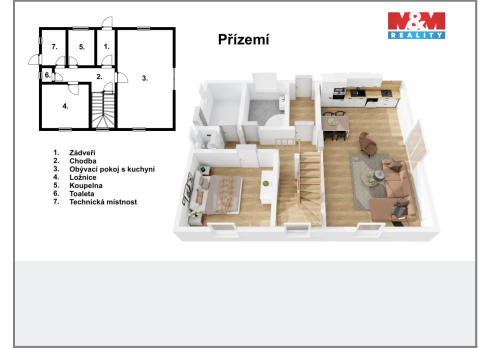 Přízemí
M&M
REALITY
7.
5.
1.
2.
6.
3.
4.
1. Zádveří
2. Chodba
3. Obývací pokoj s kuchyní
4. Ložnice
5. Koupelna
6. Toaleta
7. Technická místnost